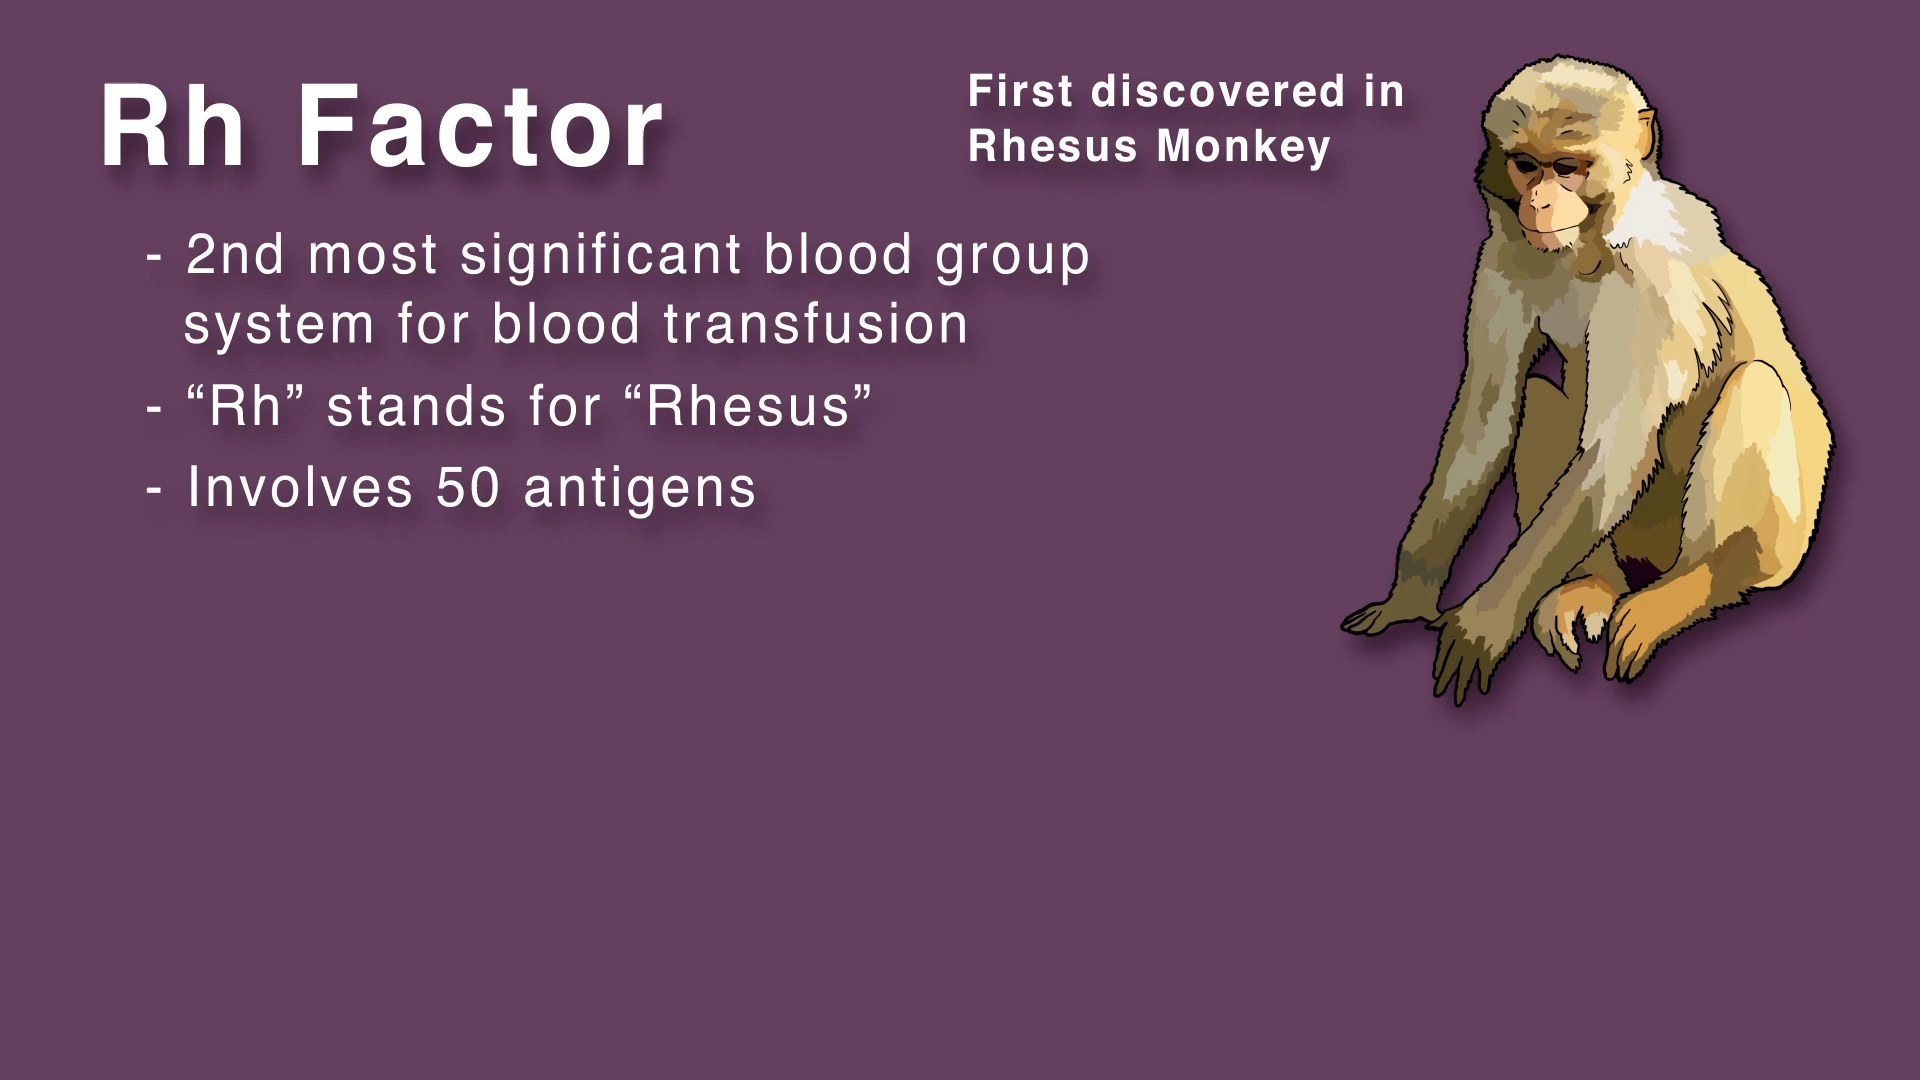 Rh Factor
First discovered in
Rhesus Monkey
- 2nd most significant blood group
system for blood transfusion
- “Rh” stands for “Rhesus”
- Involves 50 antigens